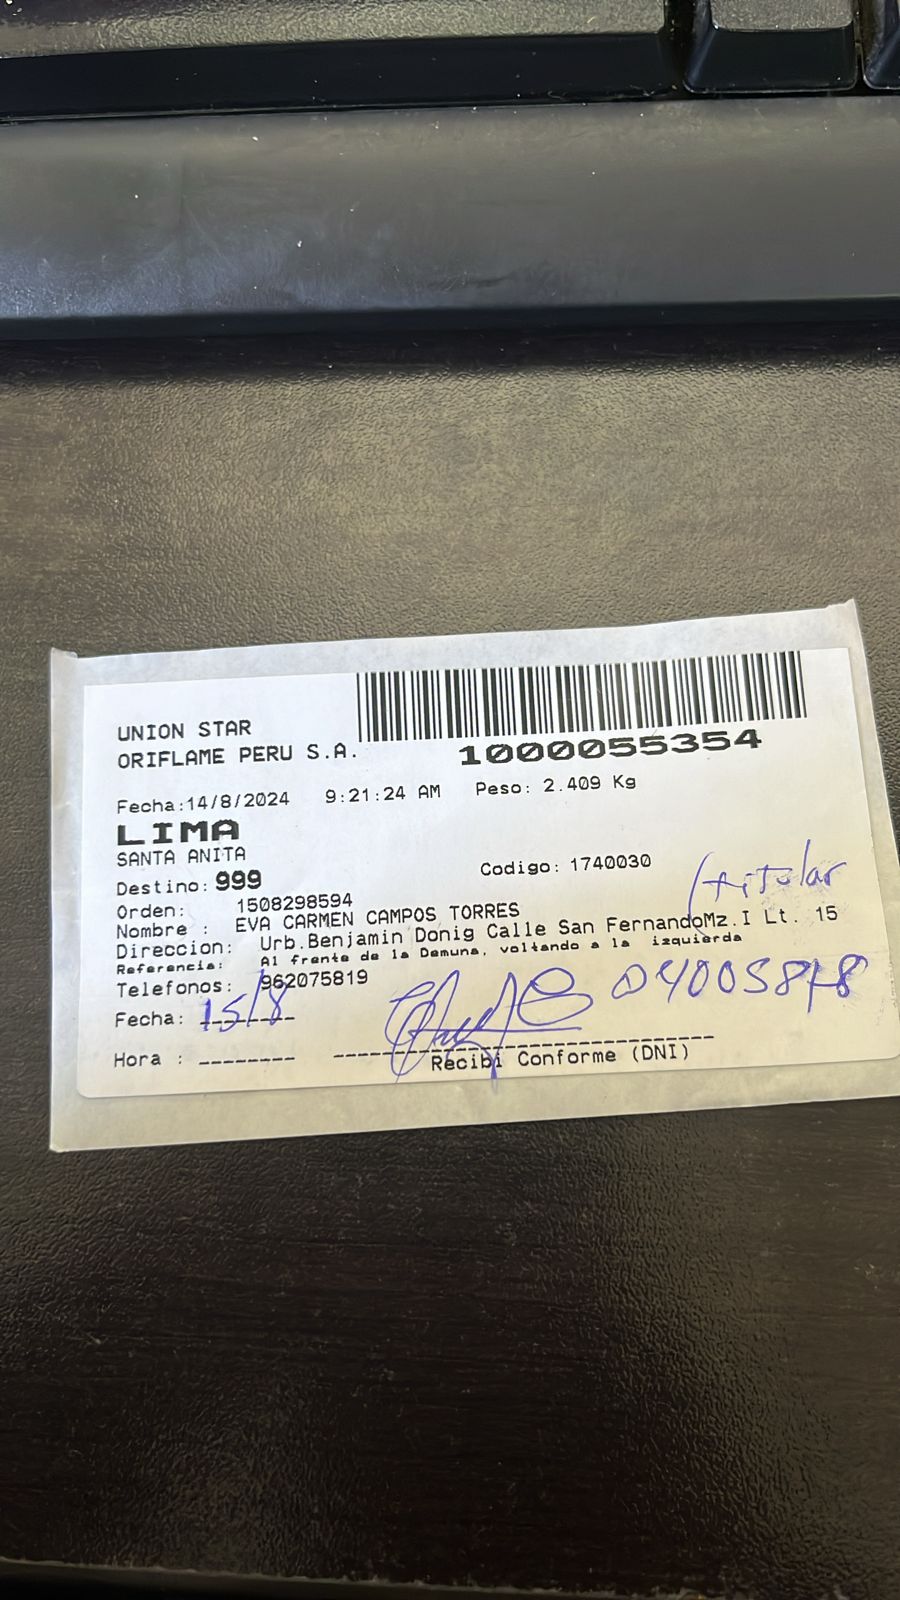 UNION STAR
ORIFLAME PERU S.A.
1000055354
Fecha:14/8/2024 9:21:24 AM Peso: 2.409 Kg
LIMA
SANTA ANITA
Destino: 999 Codigo: 1740030
titular
Orden: 1508298594
Nombre : EVA CARMEN CAMPOS TORRES
Direccion: Urb.Benjamin Donig Calle San FernandoMz.I Lt. 15
Referencia: Al frente de la Demuna, voltando a la izquierda
Telefonos: 962075819
Fecha: 15/8
Hora :
Recibi Conforme (DNI)